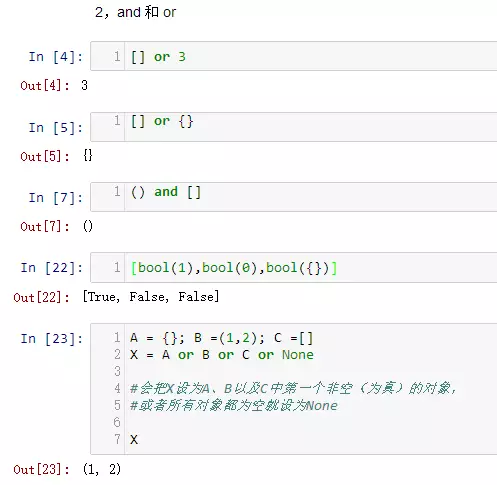 2，and 和 or
In [4]: 1 [] or 3
Out[4]: 3
In [5]: 1 [] or {}
Out[5]: {}
In [7]: 1 () and []
Out[7]: ()
In [22]: 1 [bool(1),bool(0),bool({})]
Out[22]: [True, False, False]
In [23]: 1 A = {}; B =(1,2); C =[]
2 X = A or B or C or None
3
4 #会把X设为A、B以及C中第一个非空（为真）的对象，
5 #或者所有对象都为空就设为None
6
7 X
Out[23]: (1, 2)